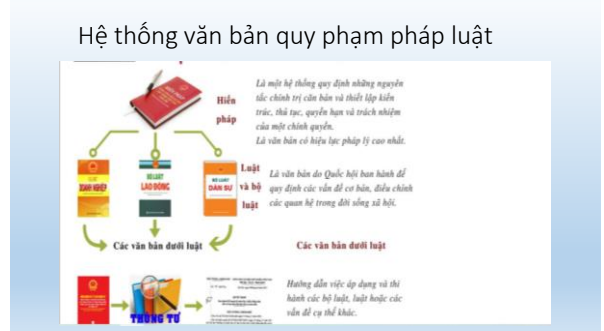 Hệ thống văn bản quy phạm pháp luật
Hiến
pháp
Là một hệ thống quy định những nguyên
tắc chính trị căn bản và thiết lập kiến
trúc, thủ tục, quyền hạn và trách nhiệm
của một chính quyền.
Là văn bản có hiệu lực pháp lý cao nhất.
DOANH NGHIỆP
BỘ LUẬT
LAO ĐỘNG
BỘ LUẬT
DÂN SỰ
Luật
và bộ
luật
Là văn bản do Quốc hội ban hành để
quy định các vấn đề cơ bản, điều chỉnh
các quan hệ trong đời sống xã hội.
Các văn bản dưới luật
Các văn bản dưới luật
THÔNG TƯ
Hướng dẫn việc áp dụng và thi
hành các bộ luật, luật hoặc các
vấn đề cụ thể khác.